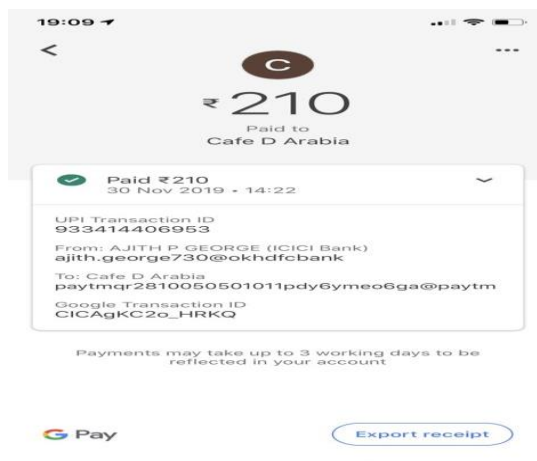 19:09
C
₹210
Paid to
Cafe D Arabia
Paid ₹210
30 Nov 2019 • 14:22
UPI Transaction ID
933414406953
From: AJITH P GEORGE (ICICI Bank)
ajith.george730@okhdfcbank
To: Cafe D Arabia
paytmqr2810050501011pdy6ymeo6ga@paytm
Google Transaction ID
CICAgKC2o_HRKQ
Payments may take up to 3 working days to be
reflected in your account
G Pay
Export receipt